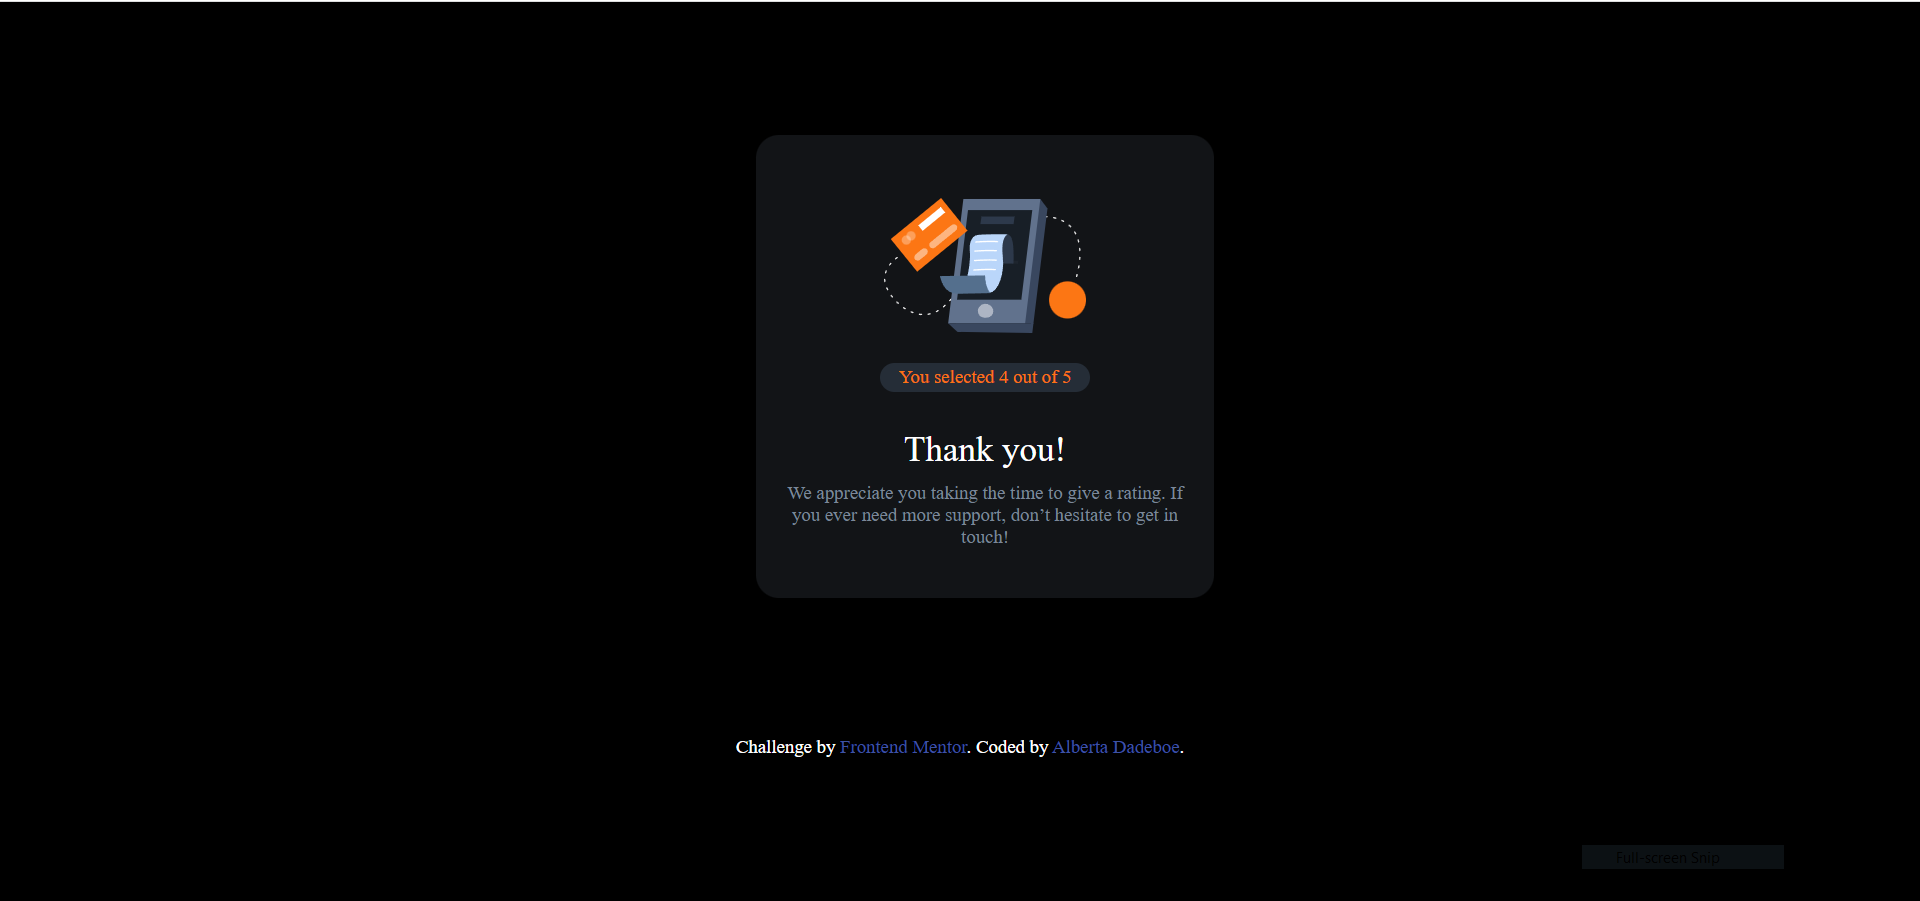 You selected 4 out of 5
Thank you!
We appreciate you taking the time to give a rating. If
you ever need more support, don’t hesitate to get in
touch!
Challenge by Frontend Mentor. Coded by Alberta Dadeboe.
Full-screen Snip